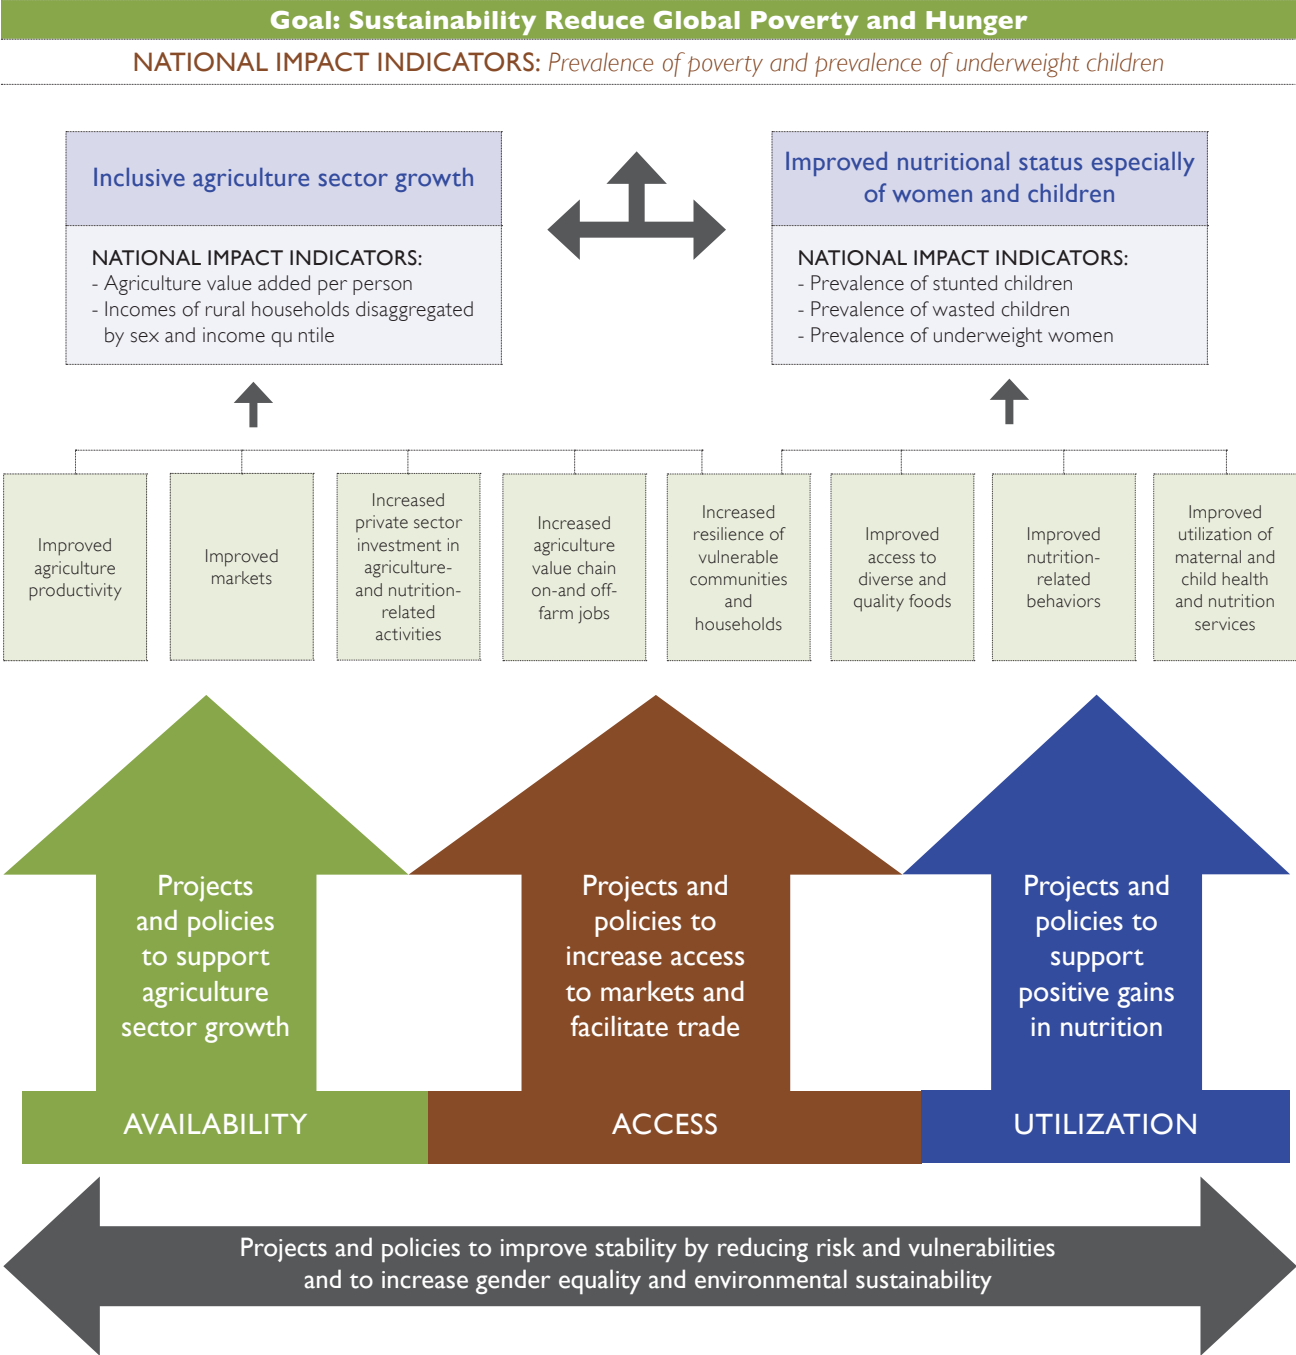 Goal: Sustainability Reduce Global Poverty and Hunger
NATIONAL IMPACT INDICATORS: Prevalence of poverty and prevalence of underweight children
Inclusive agriculture sector growth
NATIONAL IMPACT INDICATORS:
- Agriculture value added per person
- Incomes of rural households disaggregated
by sex and income qu ntile
Improved nutritional status especially
of women and children
NATIONAL IMPACT INDICATORS:
- Prevalence of stunted children
- Prevalence of wasted children
- Prevalence of underweight women
Improved
agriculture
productivity
Improved
markets
Increased
private sector
investment in
agriculture-
and nutrition-
related
activities
Increased
agriculture
value chain
on-and off-
farm jobs
Increased
resilience of
vulnerable
communities
and
households
Improved
access to
diverse and
quality foods
Improved
nutrition-
related
behaviors
Improved
utilization of
maternal and
child health
and nutrition
services
Projects
and policies
to support
agriculture
sector growth
AVAILABILITY
Projects and
policies to
increase access
to markets and
facilitate trade
ACCESS
Projects and
policies to
support
positive gains
in nutrition
UTILIZATION
Projects and policies to improve stability by reducing risk and vulnerabilities
and to increase gender equality and environmental sustainability